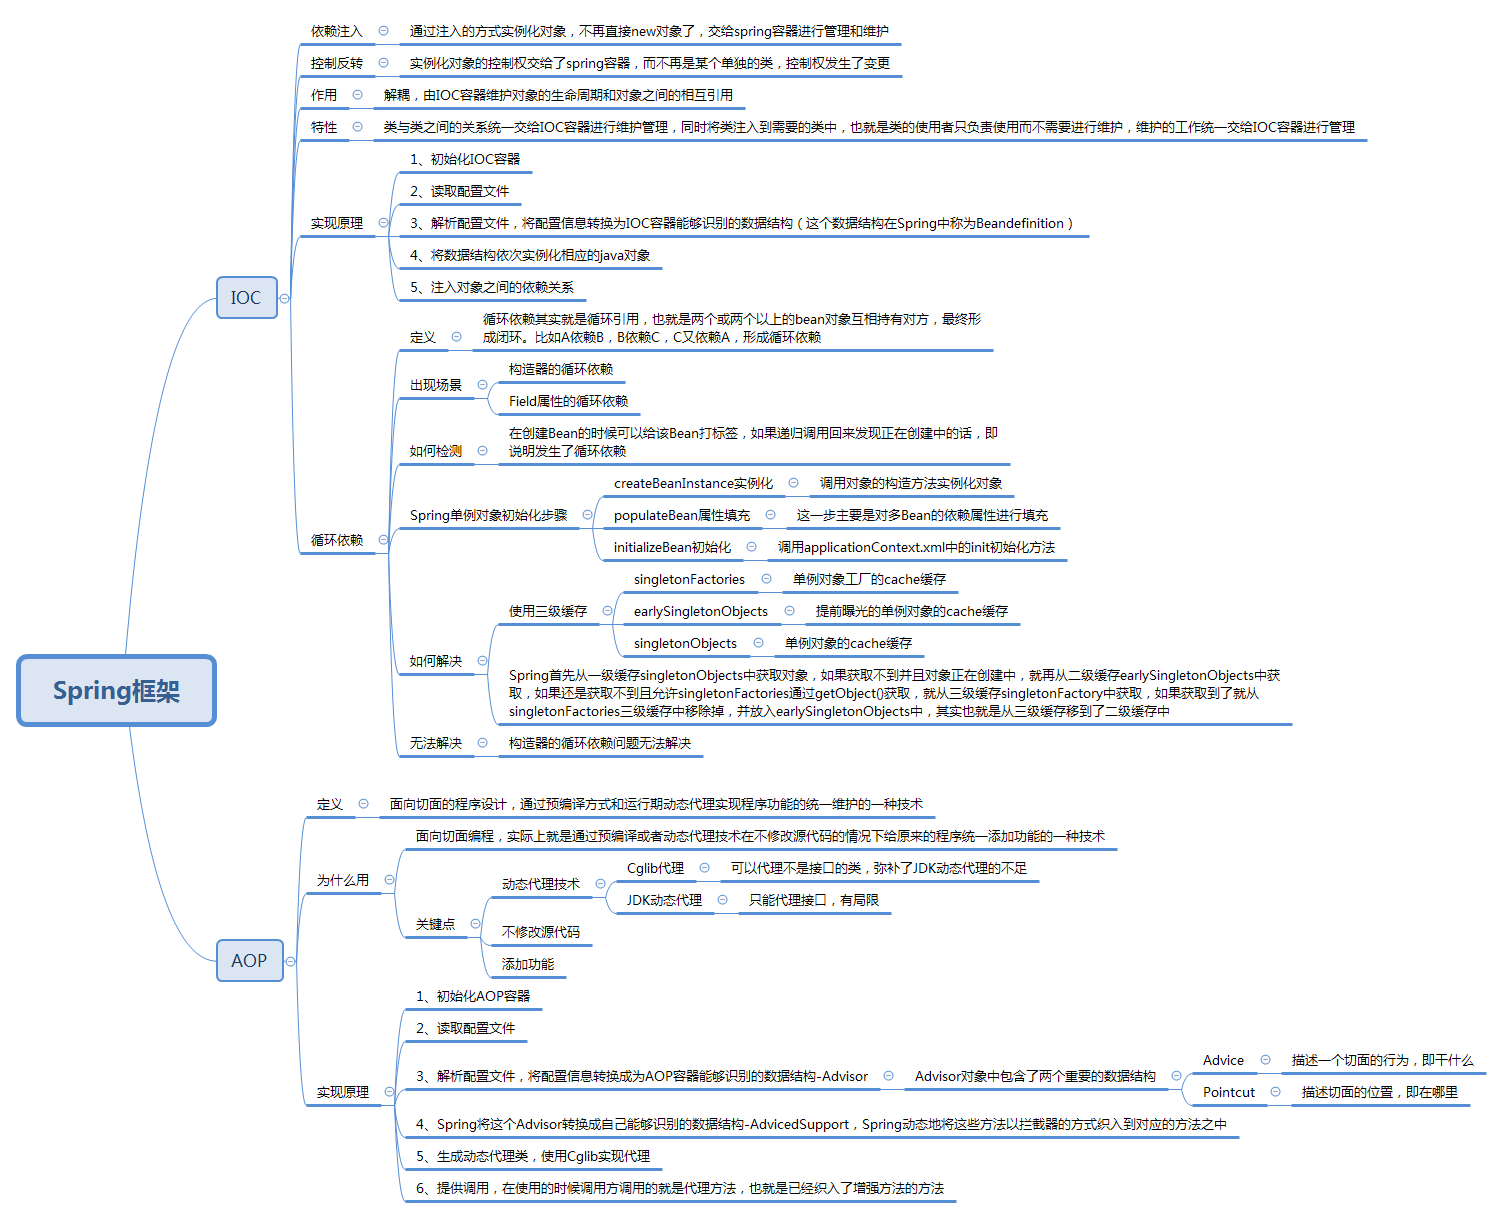 Spring框架
IOC
依赖注入
通过注入的方式实例化对象，不再直接new对象了，交给spring容器进行管理和维护
控制反转
实例化对象的控制权交给了spring容器，而不再是某个单独的类，控制权发生了变更
作用
解耦，由IOC容器维护对象的生命周期和对象之间的相互引用
特性
类与类之间的关系统一交给IOC容器进行维护管理，同时将类注入到需要的类中，也就是类的使用者只负责使用而不需要进行维护，维护的工作统一交给IOC容器进行管理
实现原理
1、初始化IOC容器
2、读取配置文件
3、解析配置文件，将配置信息转换为IOC容器能够识别的数据结构（这个数据结构在Spring中称为Beandefinition）
4、将数据结构依次实例化相应的java对象
5、注入对象之间的依赖关系
循环依赖
定义
循环依赖其实就是循环引用，也就是两个或两个以上的bean对象互相持有对方，最终形
成闭环。比如A依赖B，B依赖C，C又依赖A，形成循环依赖
出现场景
构造器的循环依赖
Field属性的循环依赖
如何检测
在创建Bean的时候可以给该Bean打标签，如果递归调用回来发现正在创建中的话，即
说明发生了循环依赖
Spring单例对象初始化步骤
createBeanInstance实例化
调用对象的构造方法实例化对象
populateBean属性填充
这一步主要是对多Bean的依赖属性进行填充
initializeBean初始化
调用applicationContext.xml中的init初始化方法
如何解决
使用三级缓存
singletonFactories
单例对象工厂的cache缓存
earlySingletonObjects
提前曝光的单例对象的cache缓存
singletonObjects
单例对象的cache缓存
Spring首先从一级缓存singletonObjects中获取对象，如果获取不到并且对象正在创建中，就再从二级缓存earlySingletonObjects中获
取，如果还是获取不到且允许singletonFactories通过getObject()获取，就从三级缓存singletonFactory中获取，如果获取到了就从
singletonFactories三级缓存中移除掉，并放入earlySingletonObjects中，其实也就是从三级缓存移到了二级缓存中
无法解决
构造器的循环依赖问题无法解决
AOP
定义
面向切面的程序设计，通过预编译方式和运行期动态代理实现程序功能的统一维护的一种技术
为什么用
面向切面编程，实际上就是通过预编译或者动态代理技术在不修改源代码的情况下给原来的程序统一添加功能的一种技术
关键点
动态代理技术
Cglib代理
可以代理不是接口的类，弥补了JDK动态代理的不足
JDK动态代理
只能代理接口，有局限
不修改源代码
添加功能
实现原理
1、初始化AOP容器
2、读取配置文件
3、解析配置文件，将配置信息转换成为AOP容器能够识别的数据结构-Advisor
Advisor对象中包含了两个重要的数据结构
Advice
描述一个切面的行为，即干什么
Pointcut
描述切面的位置，即在哪里
4、Spring将这个Advisor转换成自己能够识别的数据结构-AdvicedSupport，Spring动态地将这些方法以拦截器的方式织入到对应的方法之中
5、生成动态代理类，使用Cglib实现代理
6、提供调用，在使用的时候调用方调用的就是代理方法，也就是已经织入了增强方法的方法